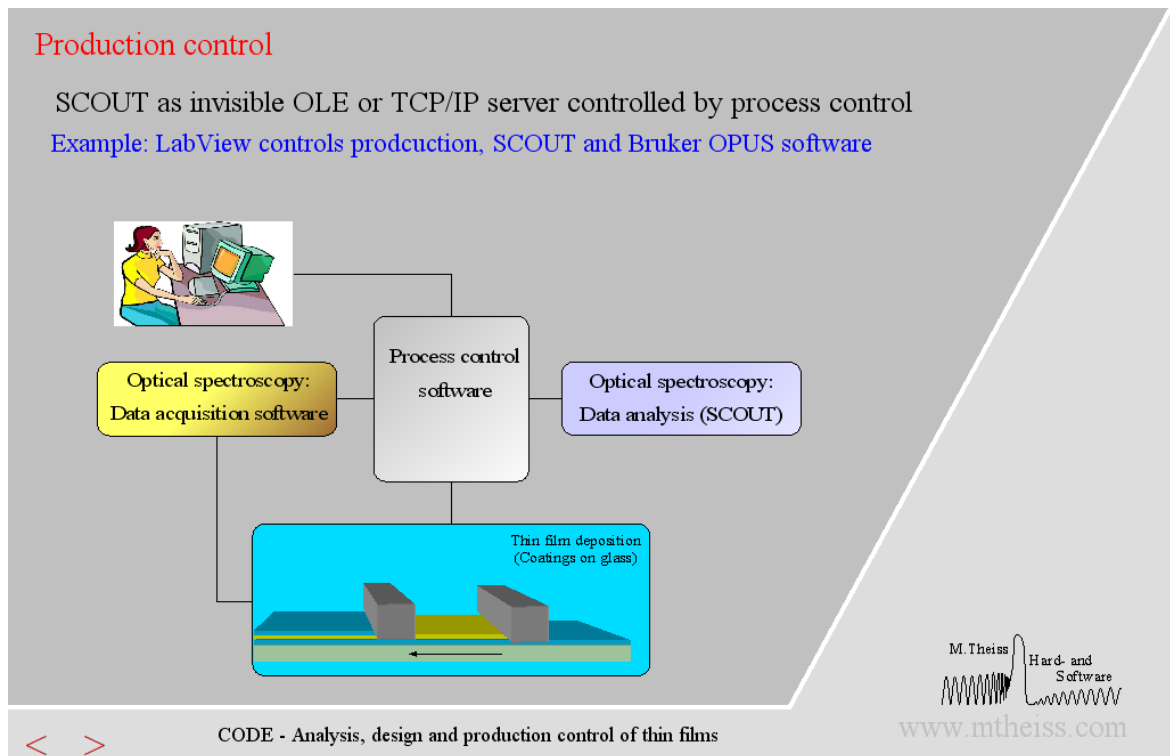 Production control
SCOUT as invisible OLE or TCP/IP server controlled by process control
Example: LabView controls prodcuction, SCOUT and Bruker OPUS software
Process control
software
Optical spectroscopy:
Data acquisition software
Optical spectroscopy:
Data analysis (SCOUT)
Thin film deposition
(Coatings on glass)
M.Theiss
Hard- and
Software
www.mtheiss.com
< >
CODE - Analysis, design and production control of thin films